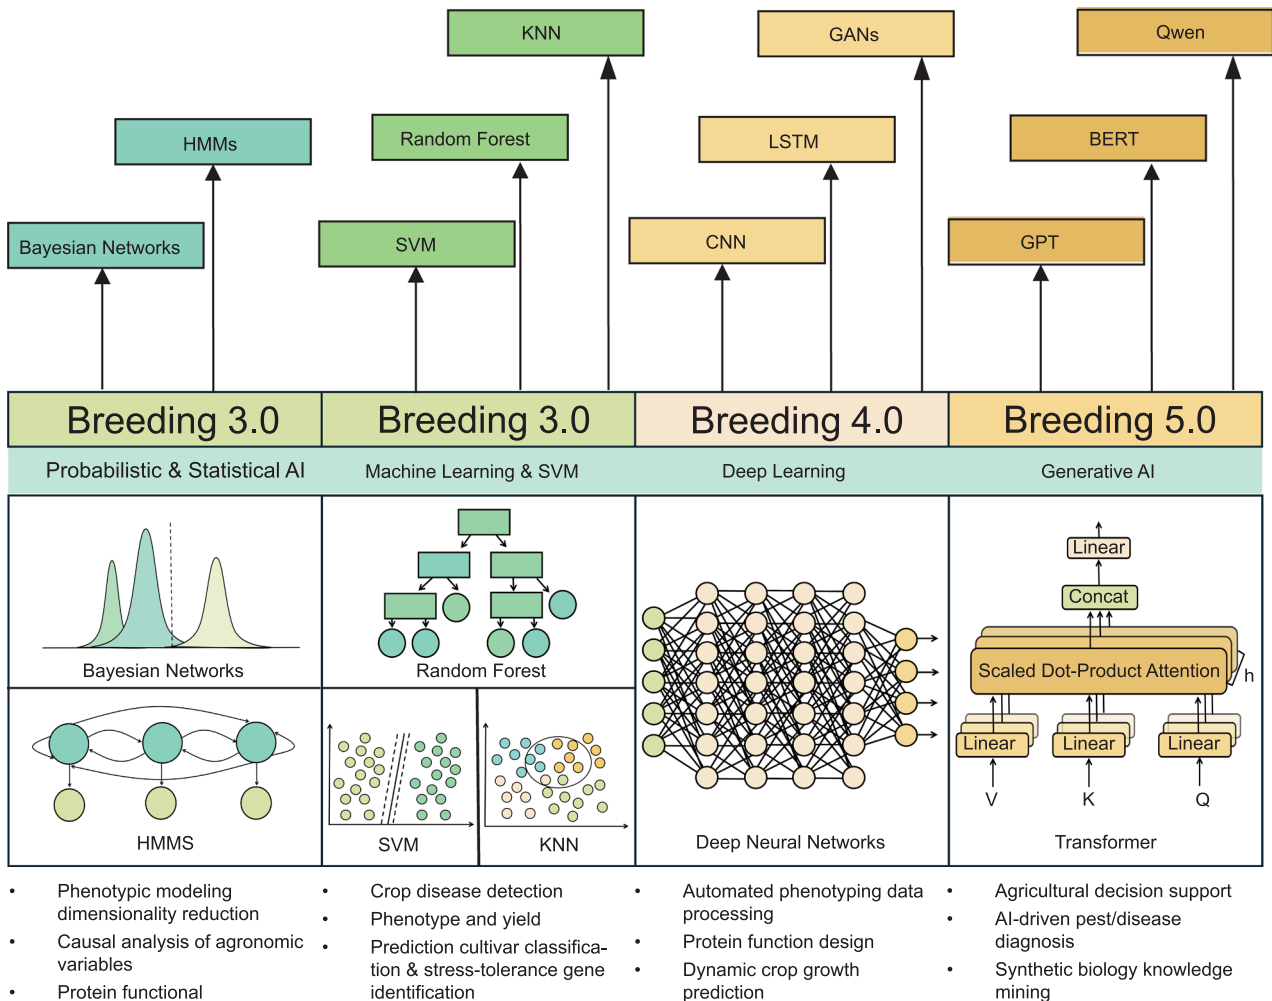 KNN
GANs
Qwen
HMMs
Random Forest
LSTM
BERT
Bayesian Networks
SVM
CNN
GPT
Breeding 3.0
Breeding 3.0
Breeding 4.0
Breeding 5.0
Probabilistic & Statistical AI
Machine Learning & SVM
Deep Learning
Generative AI
Bayesian Networks
HMMS
Random Forest
SVM
KNN
Deep Neural Networks
Linear
Concat
Scaled Dot-Product Attention
h
Linear
Linear
Linear
V
K
Q
Transformer
• Phenotypic modeling
dimensionality reduction
• Causal analysis of agronomic
variables
• Protein functional
• Crop disease detection
• Phenotype and yield
• Prediction cultivar classifica-
tion & stress-tolerance gene
identification
• Automated phenotyping data
processing
• Protein function design
• Dynamic crop growth
prediction
• Agricultural decision support
• AI-driven pest/disease
diagnosis
• Synthetic biology knowledge
mining